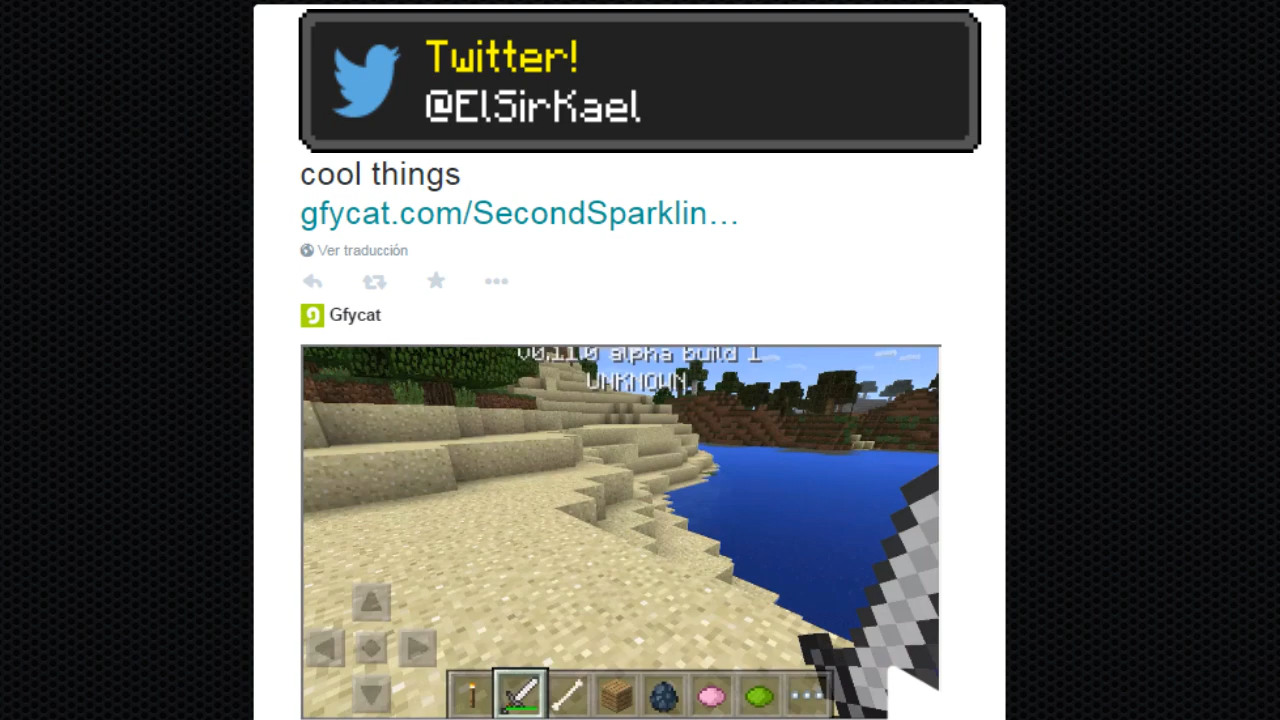 Twitter!
@ElSirKael
cool things
gfycat.com/SecondSparklin…
Ver traducción
Gfycat
v0.11.0 alpha build 1
UNKNOWN.